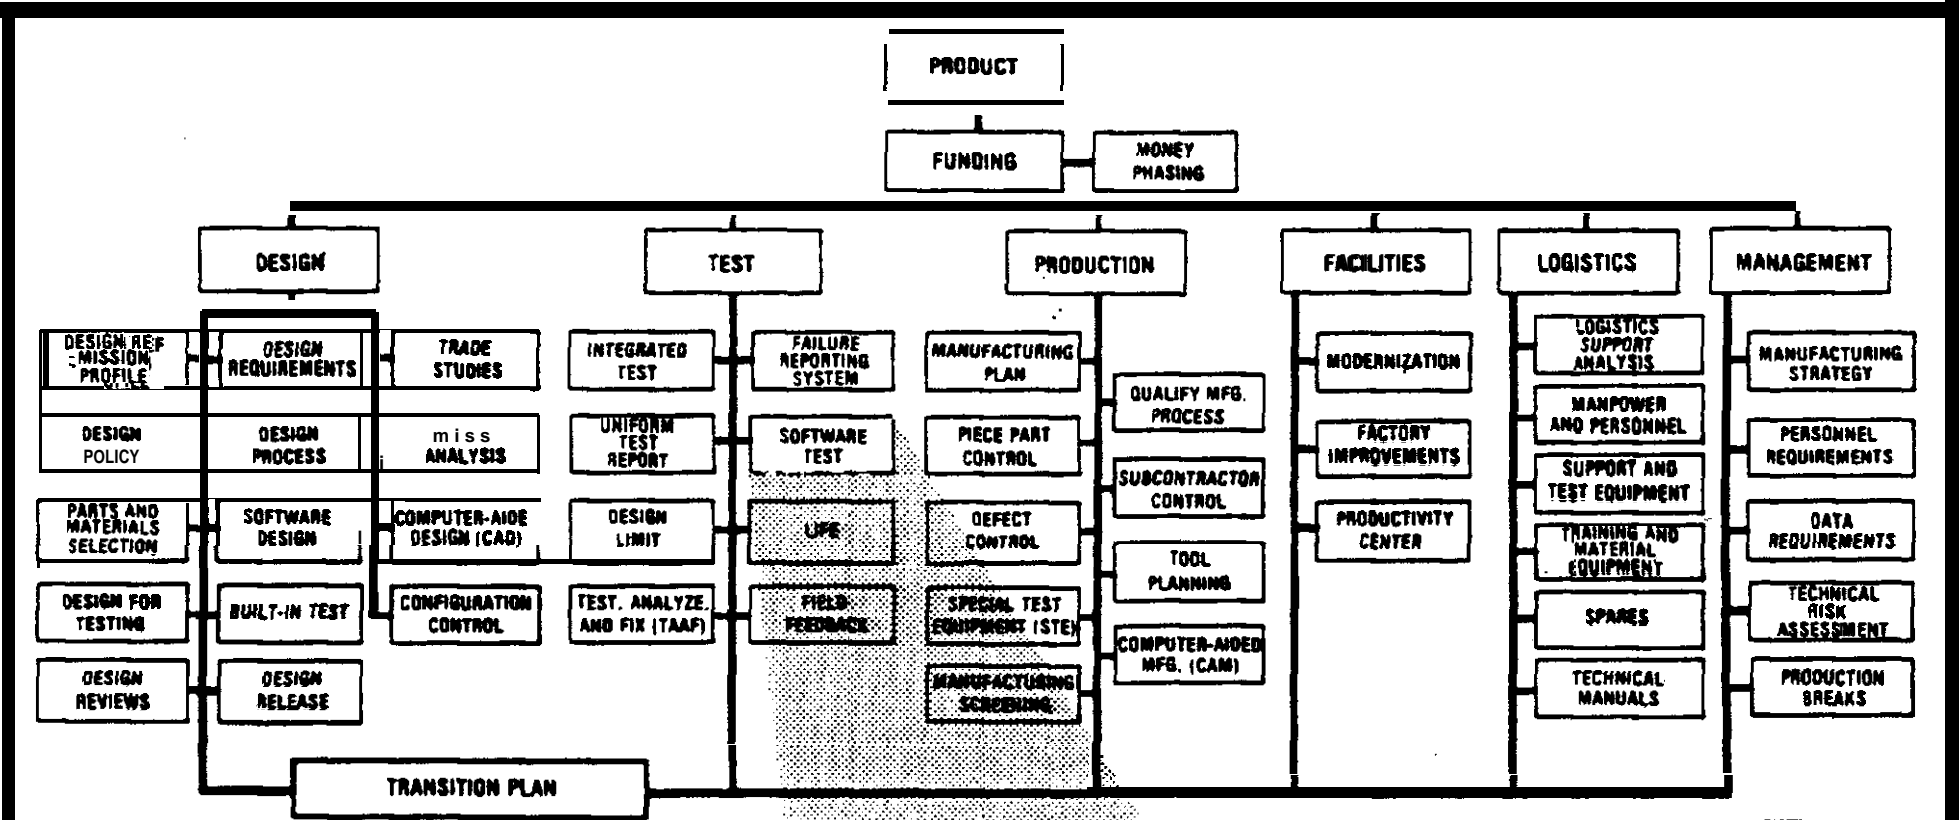 PRODUCT
FUNDING
MONEY
PHASING
DESIGN
TEST
PRODUCTION
FACILITIES
LOGISTICS
MANAGEMENT
DESIGN REF
MISSION
PROFILE
DESIGN
REQUIREMENTS
TRADE
STUDIES
DESIGN
POLICY
DESIGN
PROCESS
miss
ANALYSIS
PARTS AND
MATERIALS
SELECTION
SOFTWARE
DESIGN
COMPUTER-AIDE
DESIGN (CAD)
DESIGN FOR
TESTING
BUILT-IN TEST
CONFIGURATION
CONTROL
DESIGN
REVIEWS
DESIGN
RELEASE
INTEGRATED
TEST
FAILURE
REPORTING
SYSTEM
UNIFORM
TEST
REPORT
SOFTWARE
TEST
DESIGN
LIMIT
LIFE
TEST, ANALYZE,
AND FIX (TAAF)
FIELD
FEEDBACK
MANUFACTURING
PLAN
QUALIFY MFG.
PROCESS
PIECE PART
CONTROL
SUBCONTRACTOR
CONTROL
DEFECT
CONTROL
TOOL
PLANNING
SPECIAL TEST
EQUIPMENT (STE)
COMPUTER-AIDED
MFG. (CAM)
MANUFACTURING
SCREENING
MODERNIZATION
FACTORY
IMPROVEMENTS
PRODUCTIVITY
CENTER
LOGISTICS
SUPPORT
ANALYSIS
MANPOWER
AND PERSONNEL
SUPPORT AND
TEST EQUIPMENT
TRAINING AND
MATERIAL
EQUIPMENT
SPARES
TECHNICAL
MANUALS
MANUFACTURING
STRATEGY
PERSONNEL
REQUIREMENTS
DATA
REQUIREMENTS
TECHNICAL
RISK
ASSESSMENT
PRODUCTION
BREAKS
TRANSITION PLAN